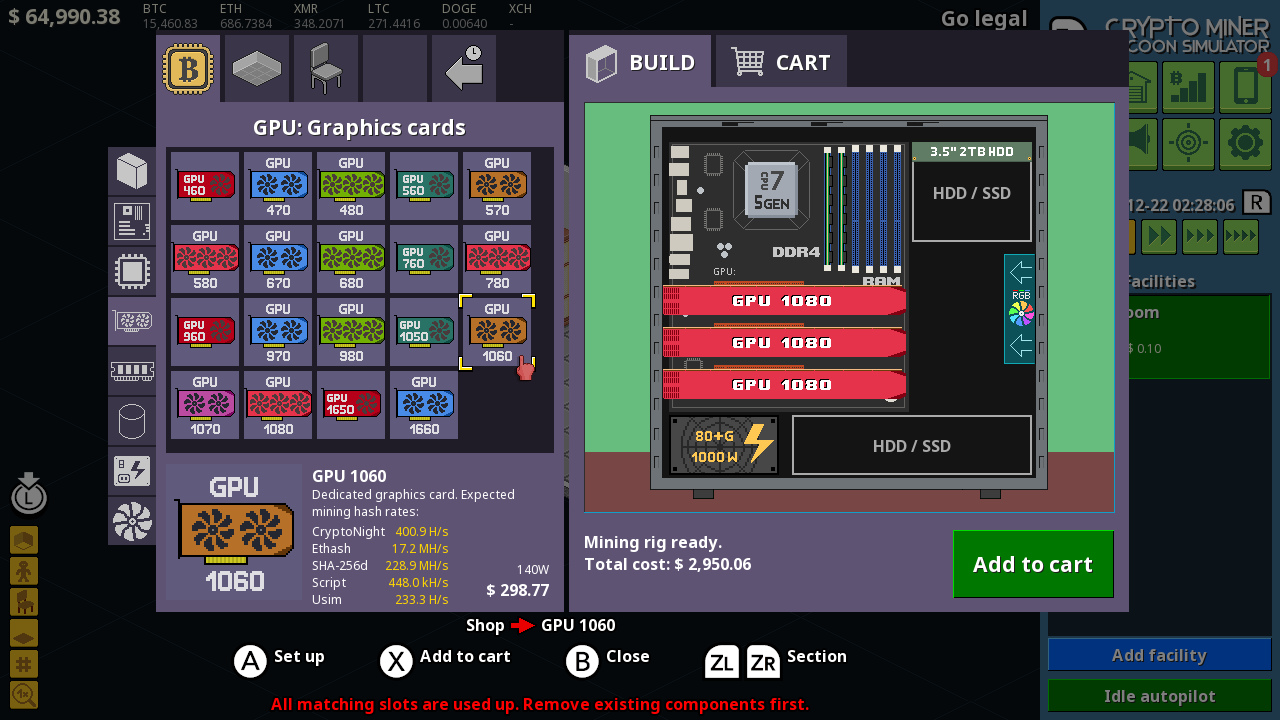 $ 64,990.38
BTC
15,460.83
ETH
686.7384
XMR
348.2071
LTC
271.4416
DOGE
0.00640
XCH
-
Go legal
CRYPTO MINER
COON SIMULATOR
1
BUILD
CART
GPU: Graphics cards
GPU 460
GPU 470
GPU 480
GPU 560
GPU 570
GPU 580
GPU 670
GPU 680
GPU 760
GPU 780
GPU 960
GPU 970
GPU 980
GPU 1050
GPU 1060
GPU 1070
GPU 1080
GPU 1650
GPU 1660
GPU
1060
GPU 1060
Dedicated graphics card. Expected
mining hash rates:
CryptoNight 400.9 H/s
Ethash 17.2 MH/s
SHA-256d 228.9 MH/s
Script 448.0 kH/s
Usim 233.3 H/s
140W
$ 298.77
CPU 7
5GEN
DDR4
RAM
GPU:
GPU 1080
GPU 1080
GPU 1080
80+G
1000W
3.5" 2TB HDD
HDD / SSD
RGB
HDD / SSD
Mining rig ready.
Total cost: $ 2,950.06
Add to cart
12-22 02:28:06
R
Facilities
oom
$ 0.10
Add facility
Idle autopilot
L
1x
Shop GPU 1060
A Set up
X Add to cart
B Close
ZL ZR Section
All matching slots are used up. Remove existing components first.